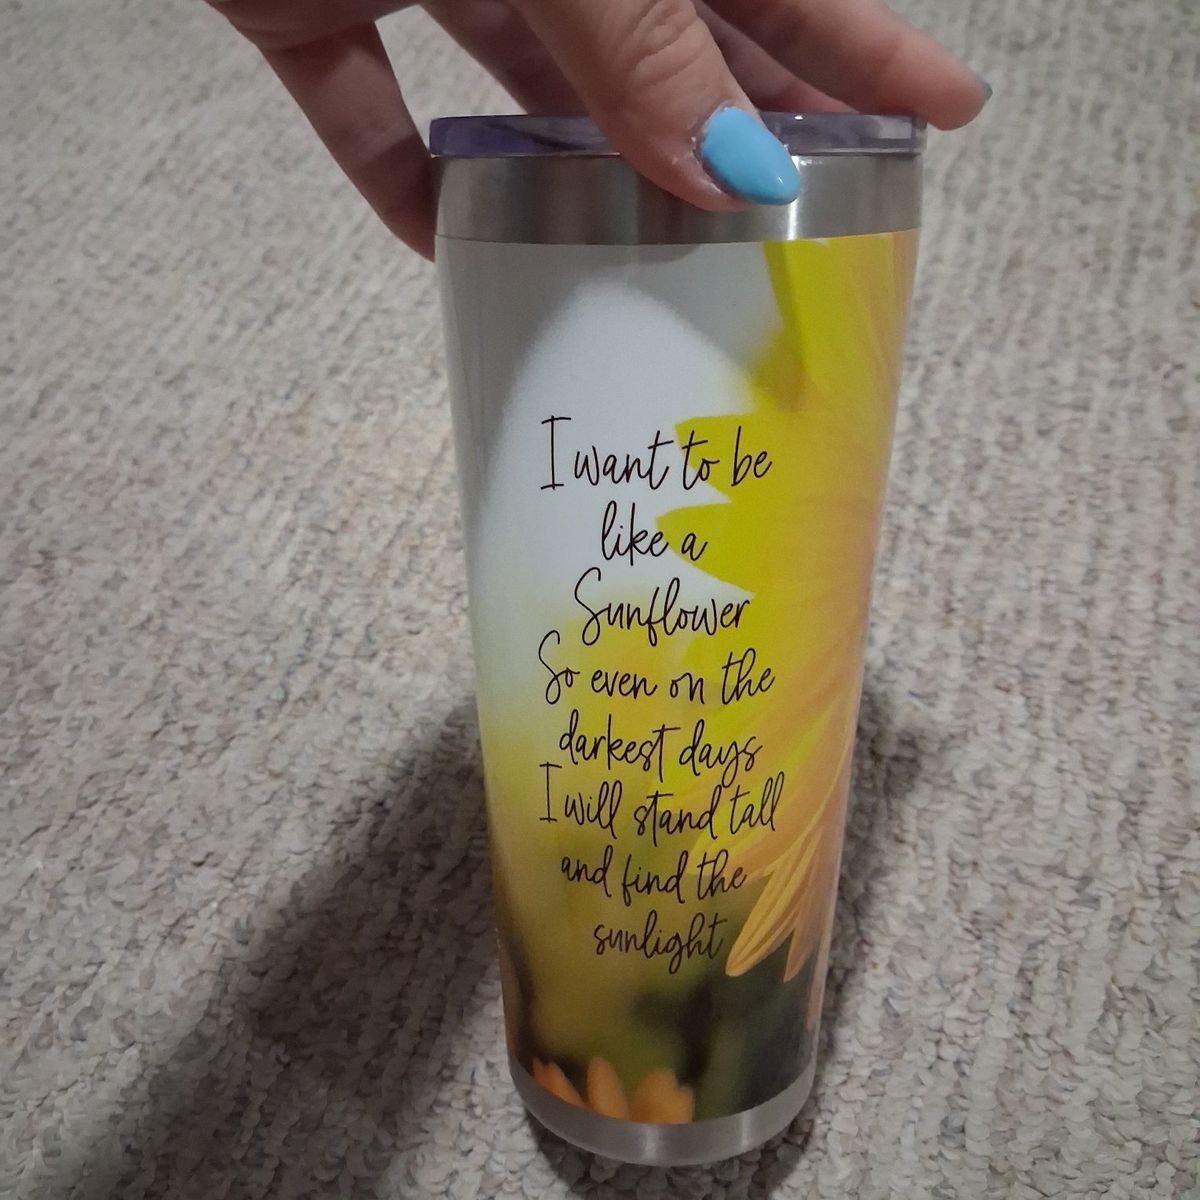 I want to be
like a
Sunflower
So even on the
darkest days
I will stand tall
and find the
sunlight